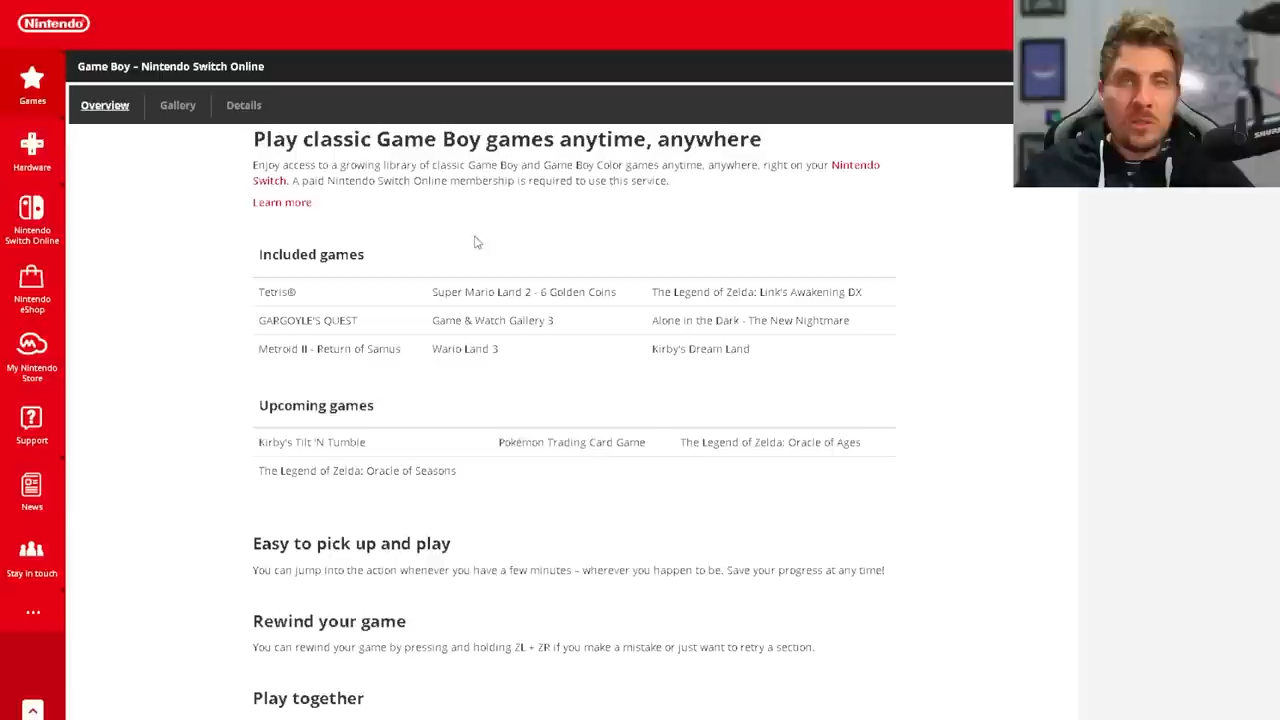 Nintendo
Game Boy – Nintendo Switch Online
Overview
Gallery
Details
Games
Hardware
Nintendo
Switch Online
Nintendo
eShop
My Nintendo
Store
Support
News
Stay in touch
...
Play classic Game Boy games anytime, anywhere
Enjoy access to a growing library of classic Game Boy and Game Boy Color games anytime, anywhere, right on your Nintendo
Switch. A paid Nintendo Switch Online membership is required to use this service.
Learn more
Included games
Tetris® Super Mario Land 2 - 6 Golden Coins The Legend of Zelda: Link's Awakening DX
GARGOYLE'S QUEST Game & Watch Gallery 3 Alone in the Dark - The New Nightmare
Metroid II - Return of Samus Wario Land 3 Kirby's Dream Land
Upcoming games
Kirby's Tilt 'N Tumble Pokémon Trading Card Game The Legend of Zelda: Oracle of Ages
The Legend of Zelda: Oracle of Seasons
Easy to pick up and play
You can jump into the action whenever you have a few minutes – wherever you happen to be. Save your progress at any time!
Rewind your game
You can rewind your game by pressing and holding ZL + ZR if you make a mistake or just want to retry a section.
Play together
SHURE